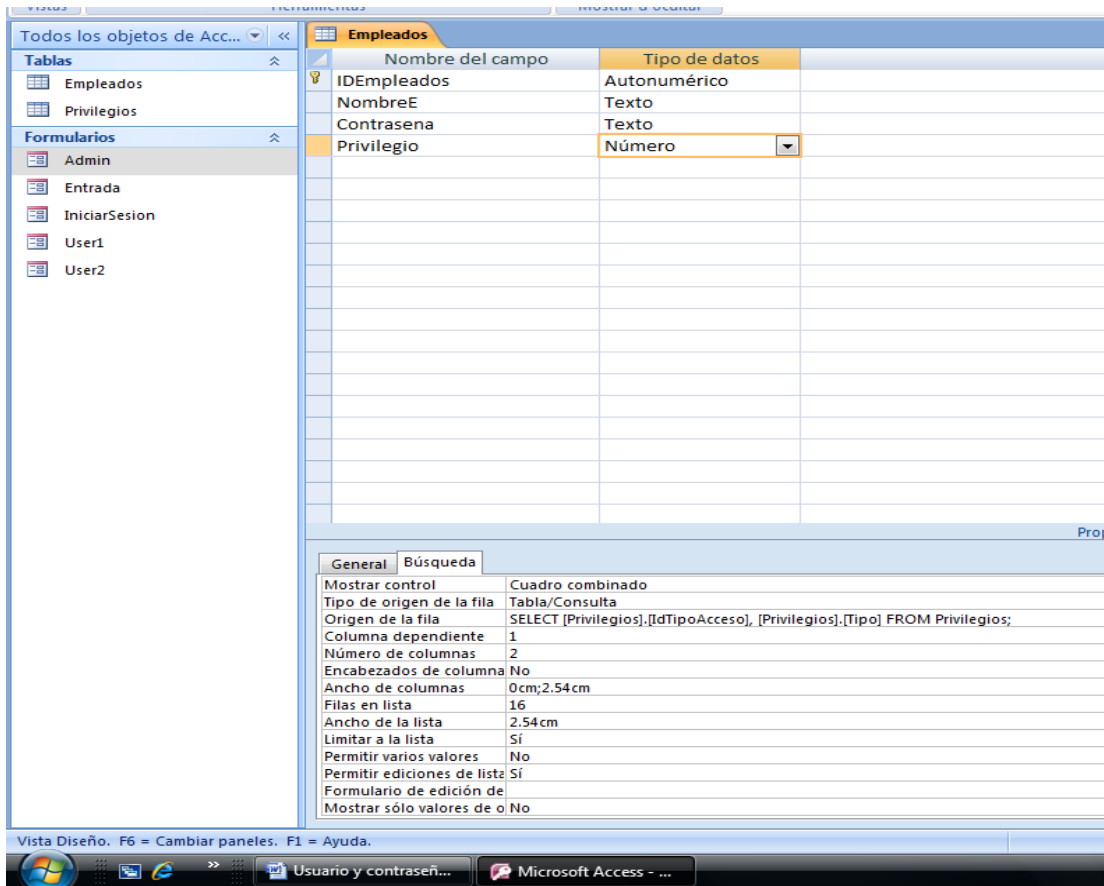 Vistas Herramientas Mostrar u ocultar
Todos los objetos de Acc... «
Empleados
Tablas
Empleados
Privilegios
Formularios
Admin
Entrada
IniciarSesion
User1
User2
Nombre del campo Tipo de datos
IDEmpleados Autonumérico
NombreE Texto
Contrasena Texto
Privilegio Número
Prop
General Búsqueda
Mostrar control Cuadro combinado
Tipo de origen de la fila Tabla/Consulta
Origen de la fila SELECT [Privilegios].[IdTipoAcceso], [Privilegios].[Tipo] FROM Privilegios;
Columna dependiente 1
Número de columnas 2
Encabezados de columna No
Ancho de columnas 0cm;2.54cm
Filas en lista 16
Ancho de la lista 2.54cm
Limitar a la lista Sí
Permitir varios valores No
Permitir ediciones de lista Sí
Formulario de edición de
Mostrar sólo valores de o No
Vista Diseño. F6 = Cambiar paneles. F1 = Ayuda.
» Usuario y contraseñ... Microsoft Access - ...